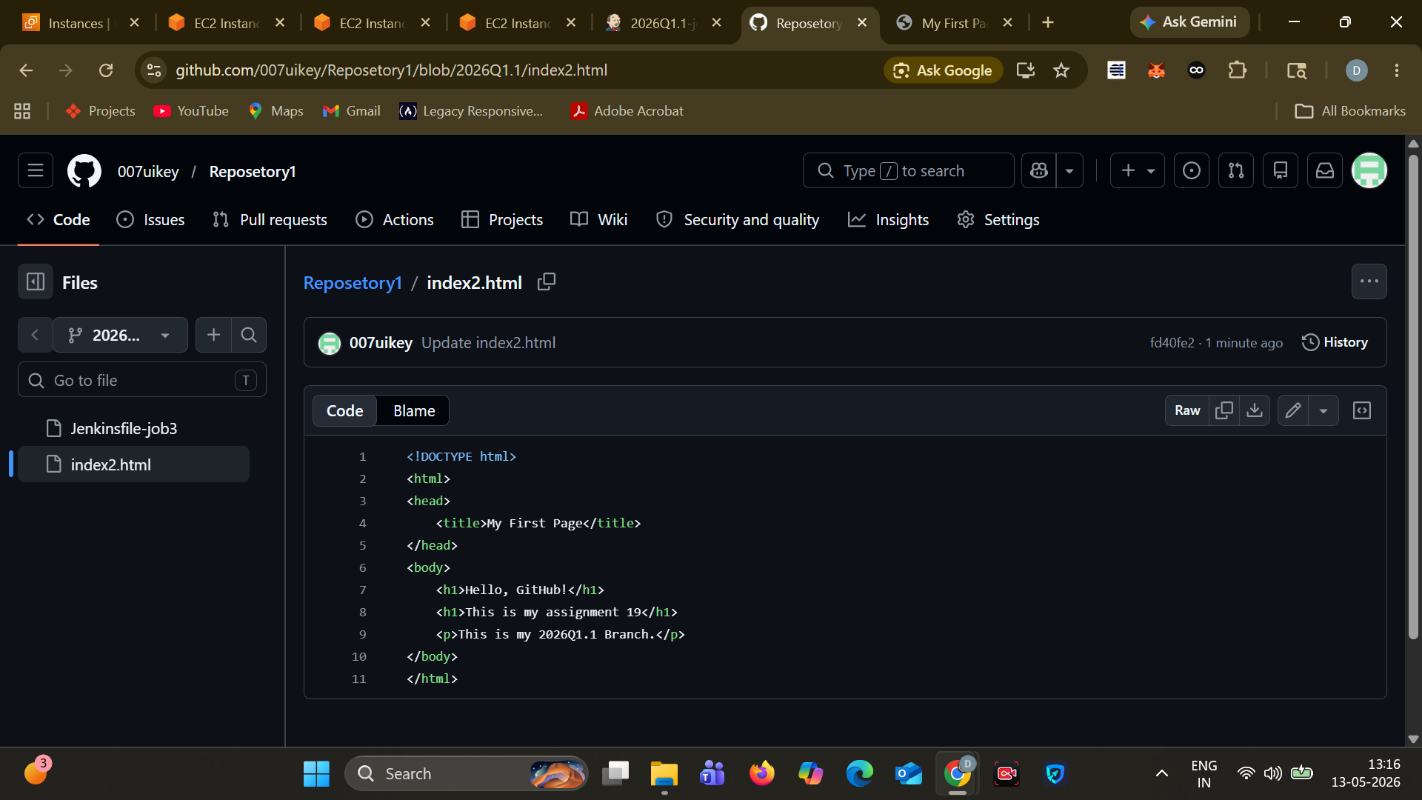 Instances |
EC2 Instanc
EC2 Instanc
EC2 Instanc
2026Q1.1-j
Reposetory
My First Pa
Ask Gemini
github.com/007uikey/Reposetory1/blob/2026Q1.1/index2.html
Ask Google
D
Projects
YouTube
Maps
Gmail
Legacy Responsive...
Adobe Acrobat
All Bookmarks
007uikey / Reposetory1
Type / to search
Code
Issues
Pull requests
Actions
Projects
Wiki
Security and quality
Insights
Settings
Files
Reposetory1 / index2.html
2026...
007uikey Update index2.html
fd40fe2 · 1 minute ago
History
Go to file
T
Jenkinsfile-job3
index2.html
Code
Blame
Raw
1 <!DOCTYPE html>
2 <html>
3 <head>
4 <title>My First Page</title>
5 </head>
6 <body>
7 <h1>Hello, GitHub!</h1>
8 <h1>This is my assignment 19</h1>
9 <p>This is my 2026Q1.1 Branch.</p>
10 </body>
11 </html>
3
Search
D
ENG
IN
13:16
13-05-2026